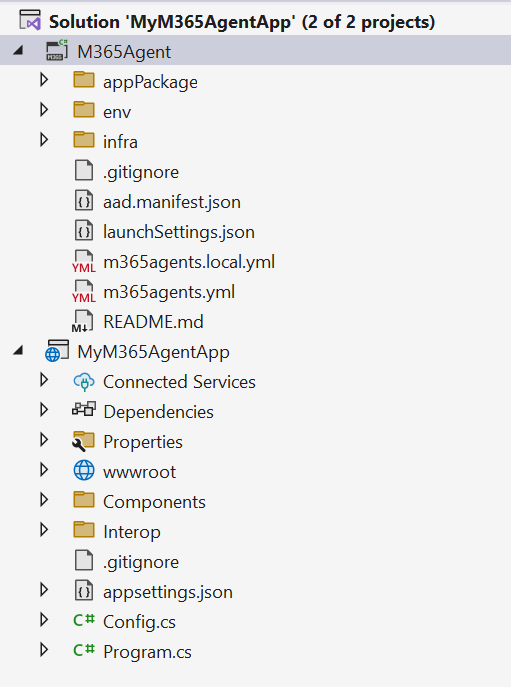 Solution 'MyM365AgentApp' (2 of 2 projects)
M365Agent
appPackage
env
infra
.gitignore
aad.manifest.json
launchSettings.json
YML m365agents.local.yml
YML m365agents.yml
M↓ README.md
MyM365AgentApp
Connected Services
Dependencies
Properties
wwwroot
Components
Interop
.gitignore
appsettings.json
C# Config.cs
C# Program.cs